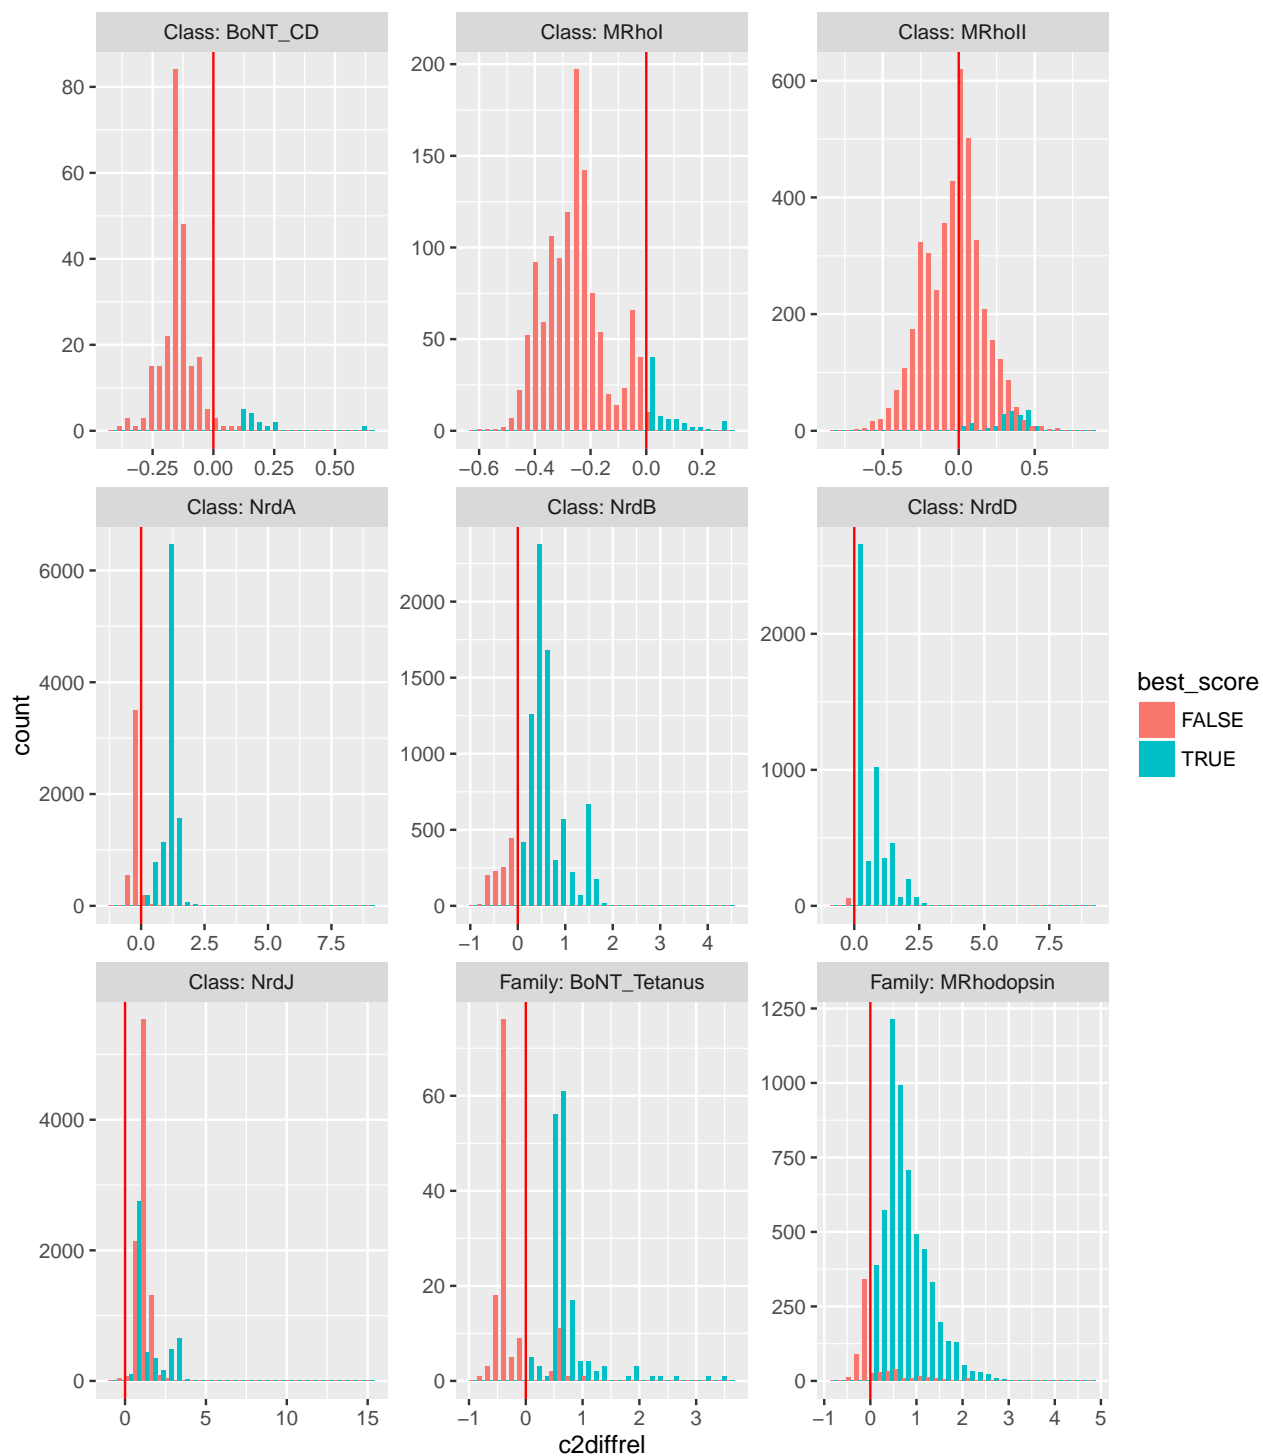 Class: BoNT_CD
Class: MRhoI
Class: MRhoII
80
60
40
20
0
200
150
100
50
0
600
400
200
0
−0.25 0.00 0.25 0.50
−0.6 −0.4 −0.2 0.0 0.2
−0.5 0.0 0.5
Class: NrdA
Class: NrdB
Class: NrdD
6000
4000
2000
0
2000
1500
1000
500
0
2000
1000
0
0.0 2.5 5.0 7.5
−1 0 1 2 3 4
0.0 2.5 5.0 7.5
Class: NrdJ
Family: BoNT_Tetanus
Family: MRhodopsin
4000
2000
0
60
40
20
0
1250
1000
750
500
250
0
0 5 10 15
−1 0 1 2 3
−1 0 1 2 3 4 5
count
c2diffrel
best_score
FALSE
TRUE